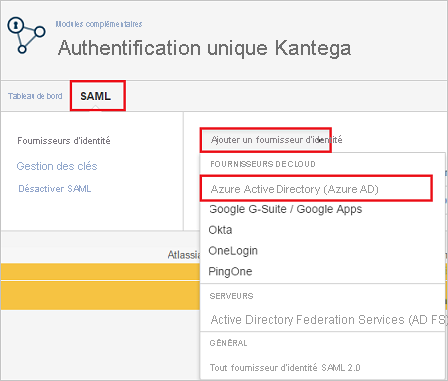 Modules complémentaires
Authentification unique Kantega
Tableau de bord SAML
Fournisseurs d'identité
Gestion des clés
Désactiver SAML
Ajouter un fournisseur d'identité
FOURNISSEURS DE CLOUD
Azure Active Directory (Azure AD)
Google G-Suite / Google Apps
Okta
OneLogin
PingOne
Atlassia
SERVEURS
Active Directory Federation Services (AD FS)
GÉNÉRAL
Tout fournisseur d'identité SAML 2.0